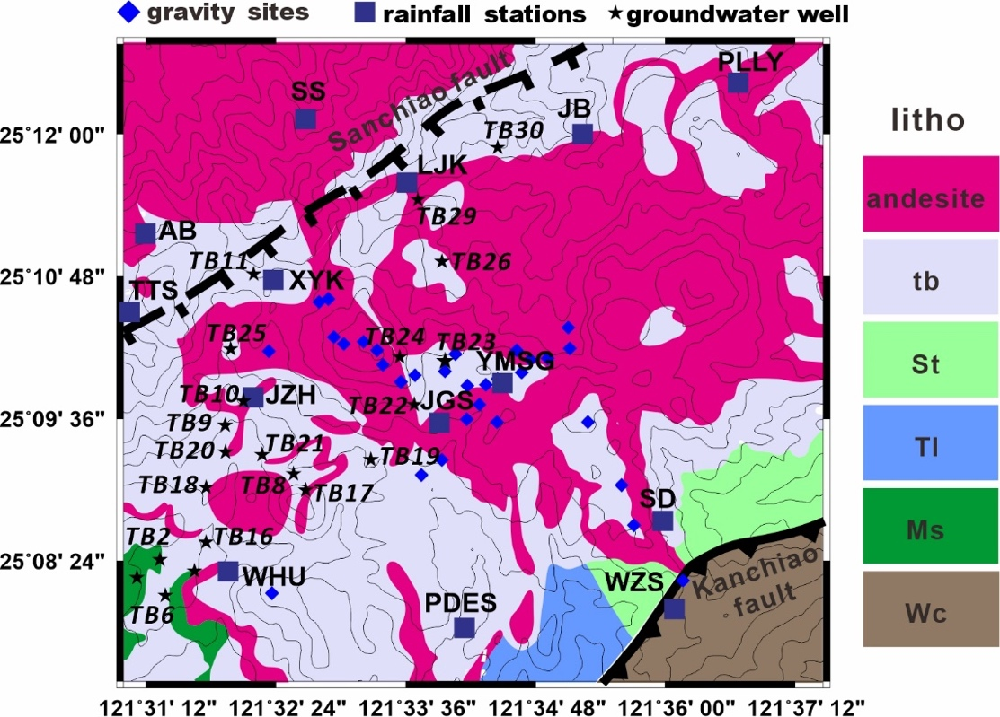 gravity sites rainfall stations groundwater well
PLLY
SS
Sanchiao fault
JB
25°12' 00"
TB30
LJK
TB29
AB
TB11
TB26
25°10' 48"
XYK
TTS
TB25
TB24
TB23
YMSG
TB10
JZH
TB22
JGS
25°09' 36"
TB9
TB20
TB21
TB19
TB18
TB8
TB17
SD
TB2
TB16
25°08' 24"
WHU
WZS
Kanchiao
fault
PDES
TB6
121°31' 12"
121°32' 24"
121°33' 36"
121°34' 48"
121°36' 00"
121°37' 12"
litho
andesite
tb
St
Tl
Ms
Wc